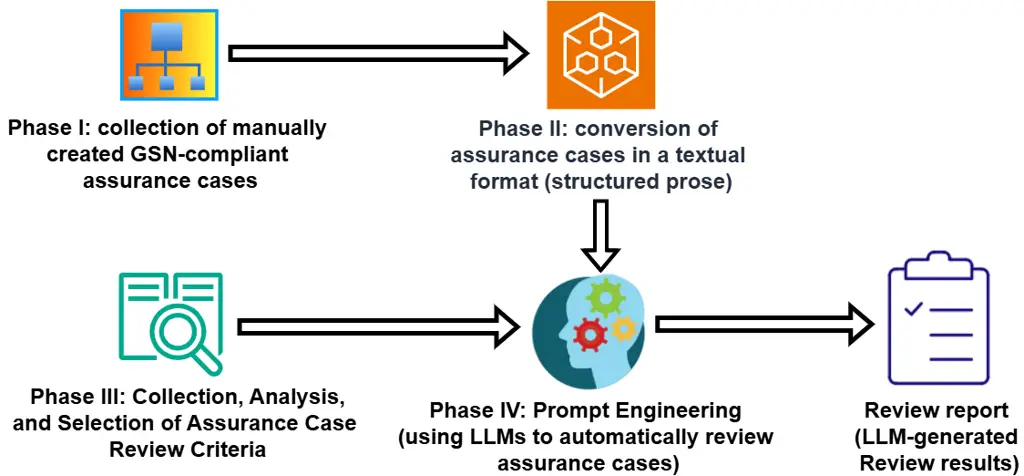 Phase I: collection of manually
created GSN-compliant
assurance cases
Phase II: conversion of
assurance cases in a textual
format (structured prose)
Phase III: Collection, Analysis,
and Selection of Assurance Case
Review Criteria
Phase IV: Prompt Engineering
(using LLMs to automatically review
assurance cases)
Review report
(LLM-generated
Review results)